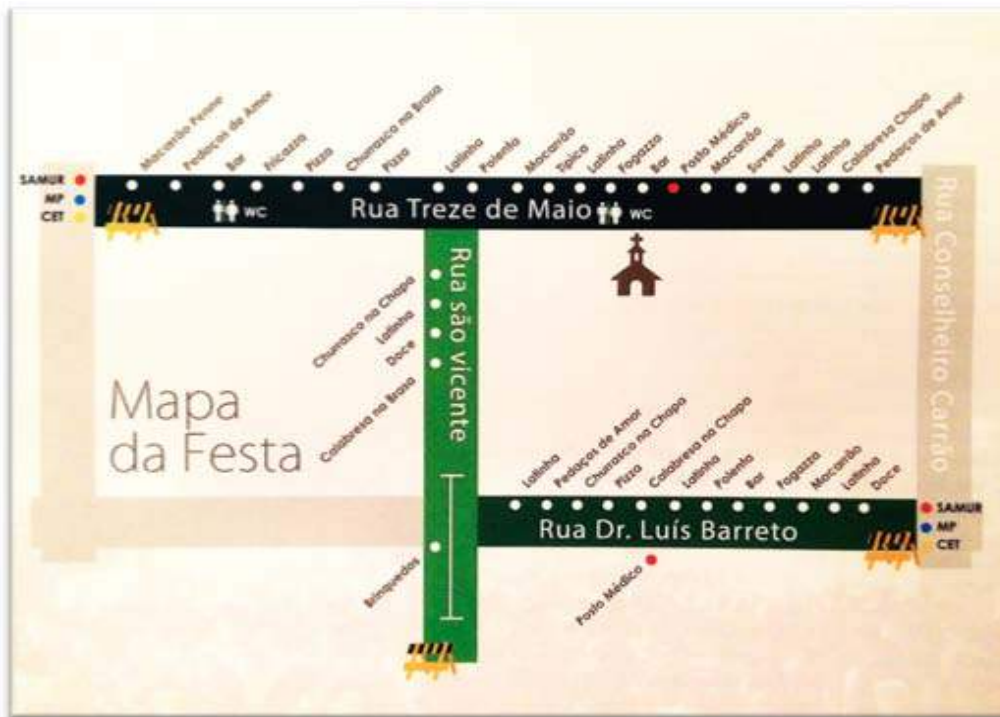 Macarrão Penne
Pedaços de Amor
Bar
Fricazza
Pizza
Churrasco na Brasa
Pizza
Latinha
Polenta
Macarrão
Tipica
Latinha
Fogazza
Bar
Posto Médico
Macarrão
Suvenir
Latinha
Latinha
Calabresa Chapa
Pedaços de Amor
SAMUR
MP
CET
WC
Rua Treze de Maio
WC
Rua Conselheiro Carrão
Rua são vicente
Churrasco na Chapa
Latinha
Doce
Calabresa na Brasa
Mapa
da Festa
Latinha
Pedaços de Amor
Churrasco na Chapa
Pizza
Calabresa na Chapa
Latinha
Polenta
Bar
Fogazza
Macarrão
Latinha
Doce
Rua Dr. Luís Barreto
SAMUR
MP
CET
Brinquedos
Posto Médico